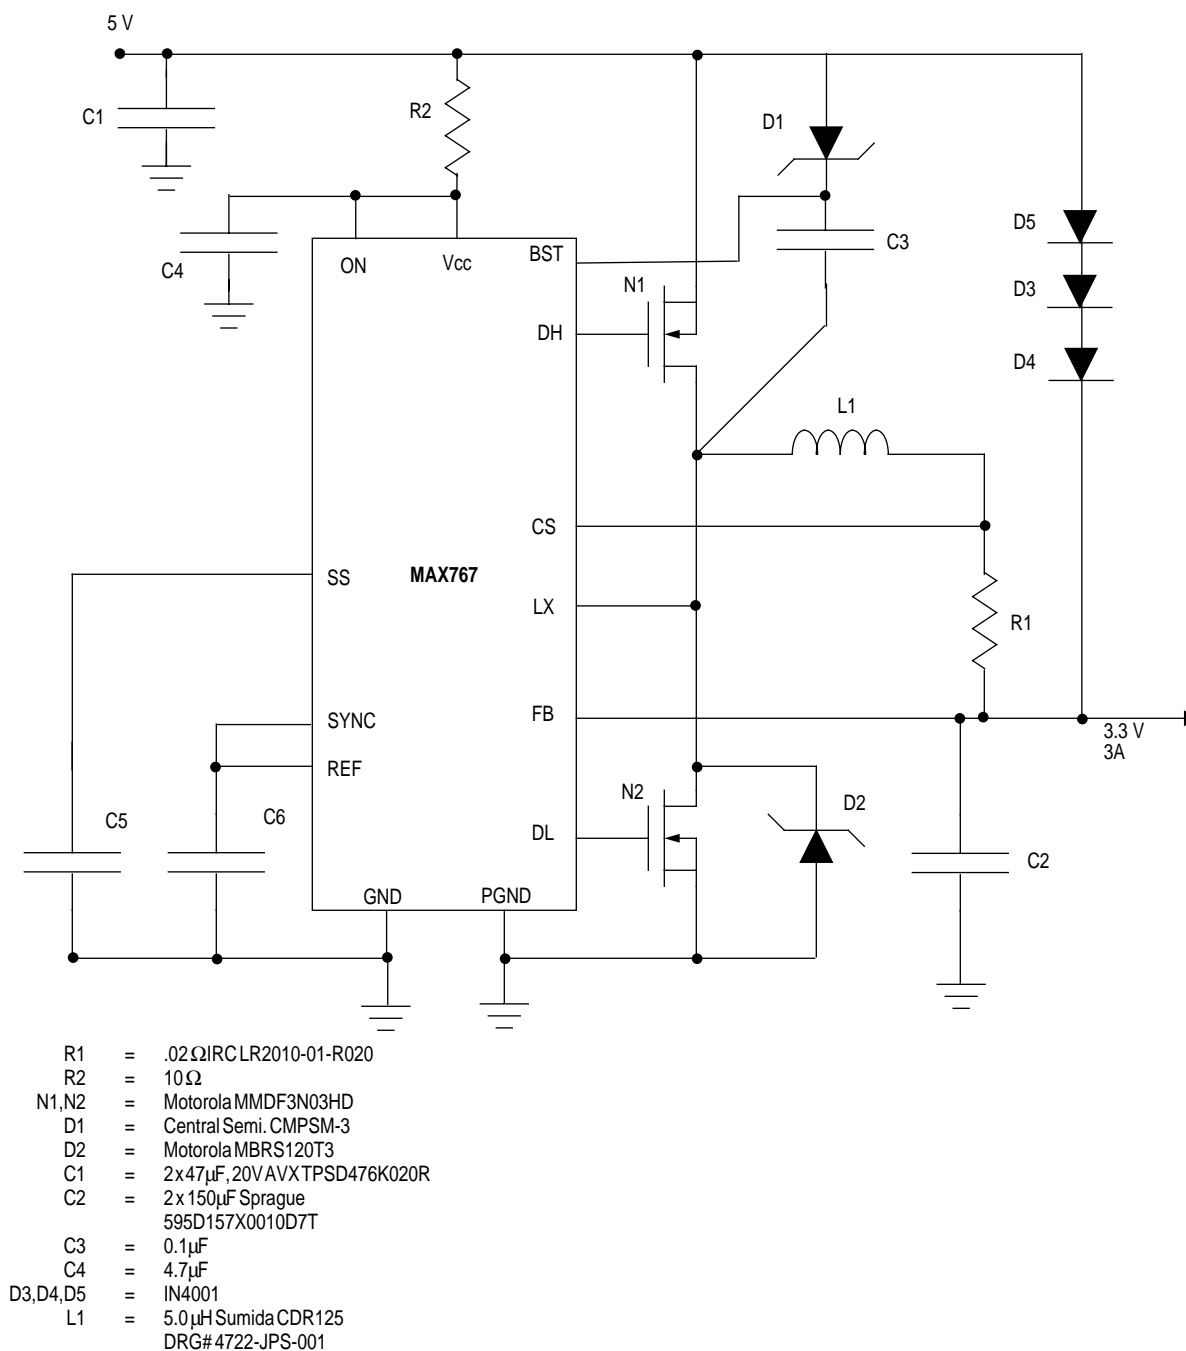 5 V
C1
R2
D1
D5
C3
C4
ON
Vcc
BST
N1
D3
DH
D4
L1
CS
SS
MAX767
LX
R1
SYNC
FB
3.3 V
3A
REF
N2
D2
C5
C6
DL
C2
GND
PGND
R1 = .02 Ω IRC LR2010-01-R020
R2 = 10 Ω
N1,N2 = Motorola MMDF3N03HD
D1 = Central Semi. CMPSM-3
D2 = Motorola MBRS120T3
C1 = 2 x 47µF, 20V AVX TPSD476K020R
C2 = 2 x 150µF Sprague
595D157X0010D7T
C3 = 0.1µF
C4 = 4.7µF
D3,D4,D5 = IN4001
L1 = 5.0 µH Sumida CDR125
DRG# 4722-JPS-001